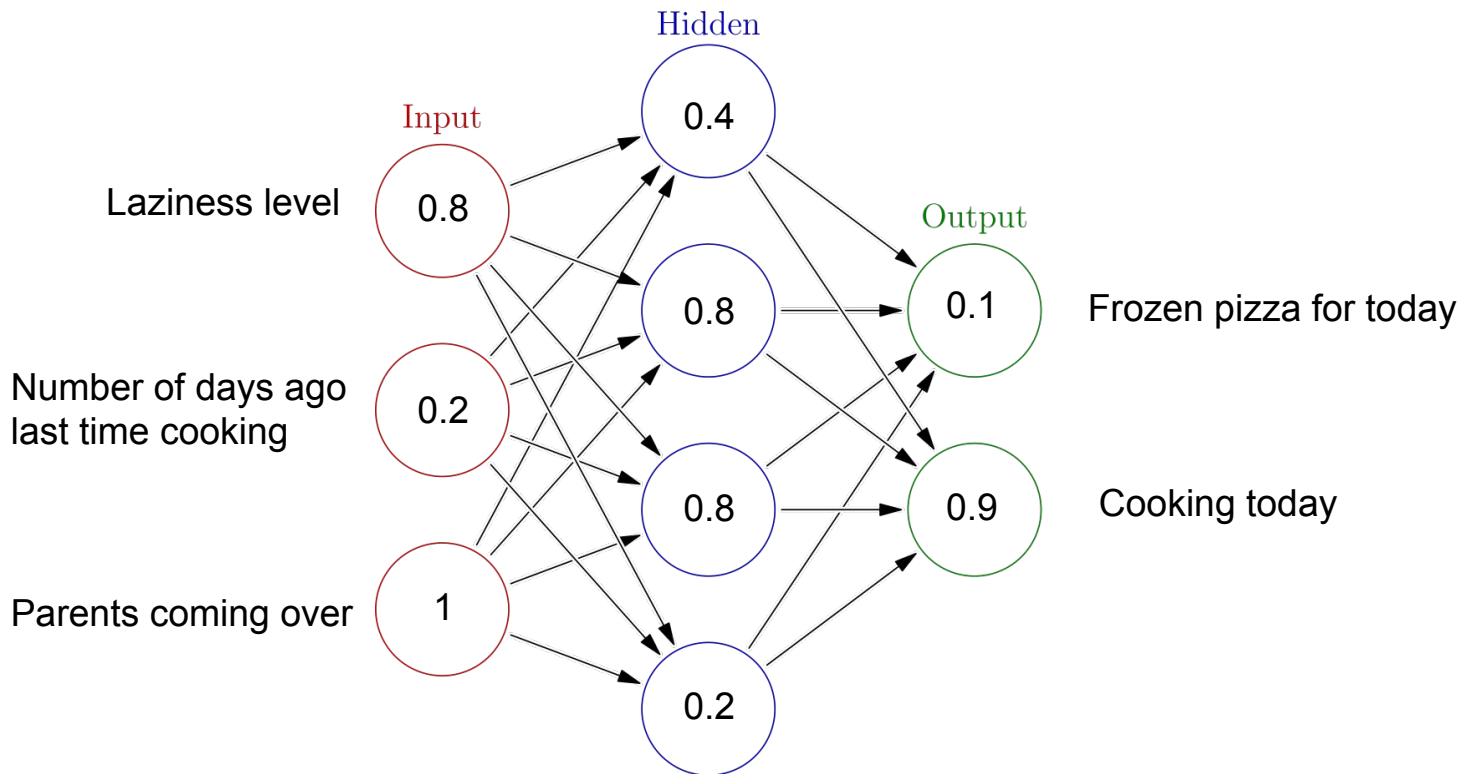 Hidden
0.4
Input
Laziness level
0.8
Output
0.8
0.1
Frozen pizza for today
Number of days ago
last time cooking
0.2
0.8
0.9
Cooking today
Parents coming over
1
0.2